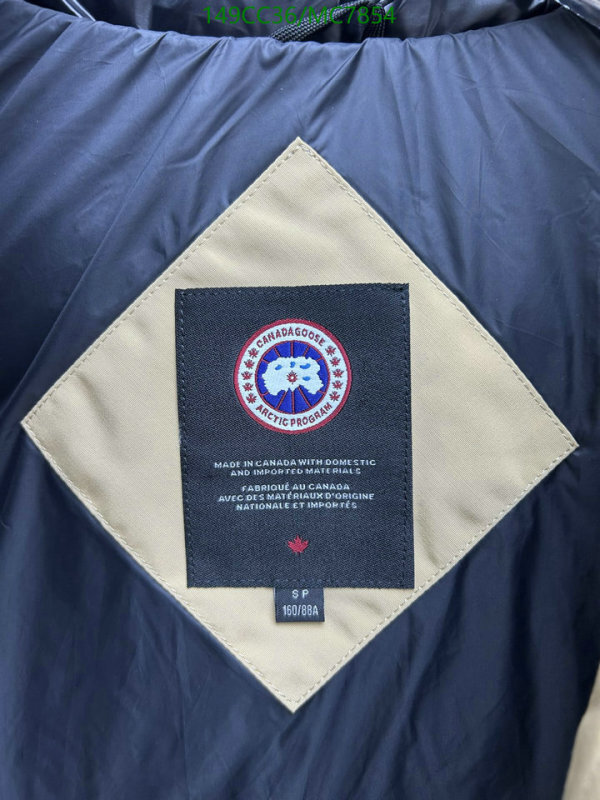 149CC36/MC7854
CANADA GOOSE
ARCTIC PROGRAM
MADE IN CANADA WITH DOMESTIC
AND IMPORTED MATERIALS
FABRIQUÉ AU CANADA
AVEC DES MATÉRIAUX D'ORIGINE
NATIONALE ET IMPORTÉS
S P
160/88A